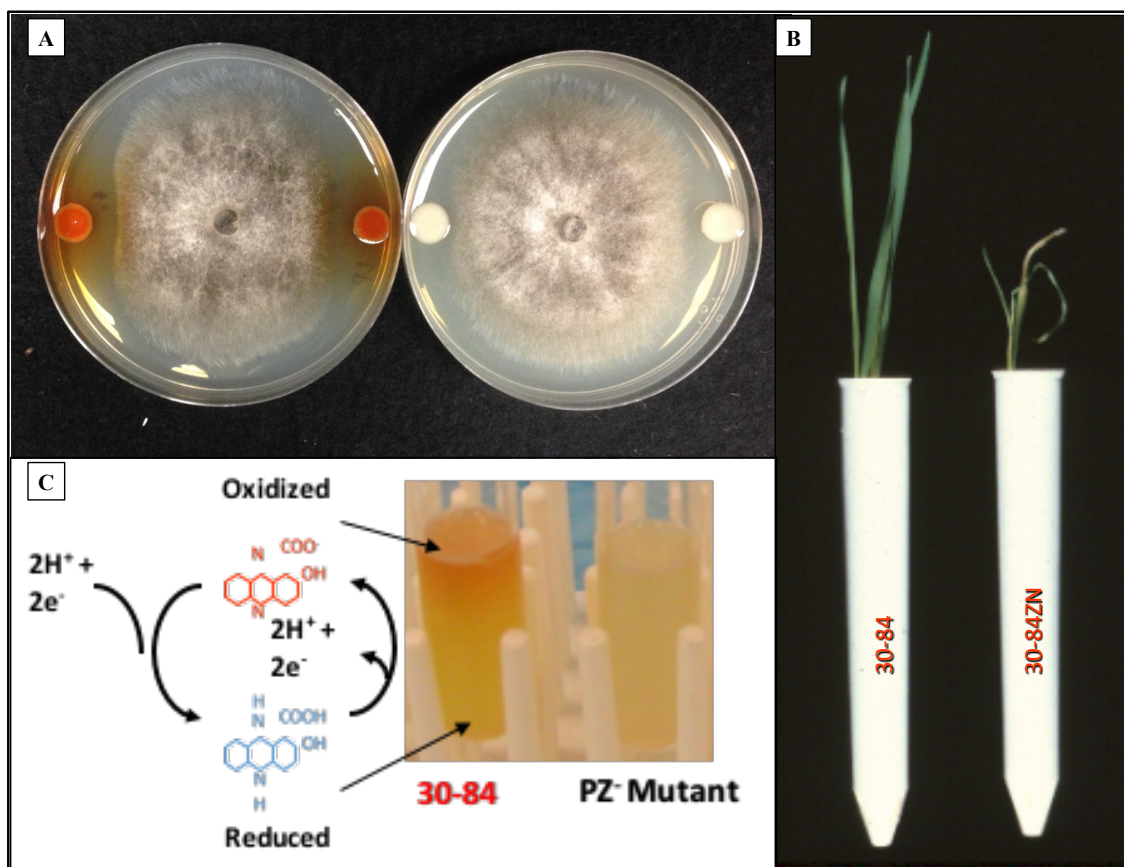 A
B
C
Oxidized
2H⁺ +
2e⁻
N
COO⁻
OH
N
2H⁺ +
2e⁻
H
N
COOH
OH
N
H
Reduced
30-84
PZ⁻ Mutant
30-84
30-84ZN